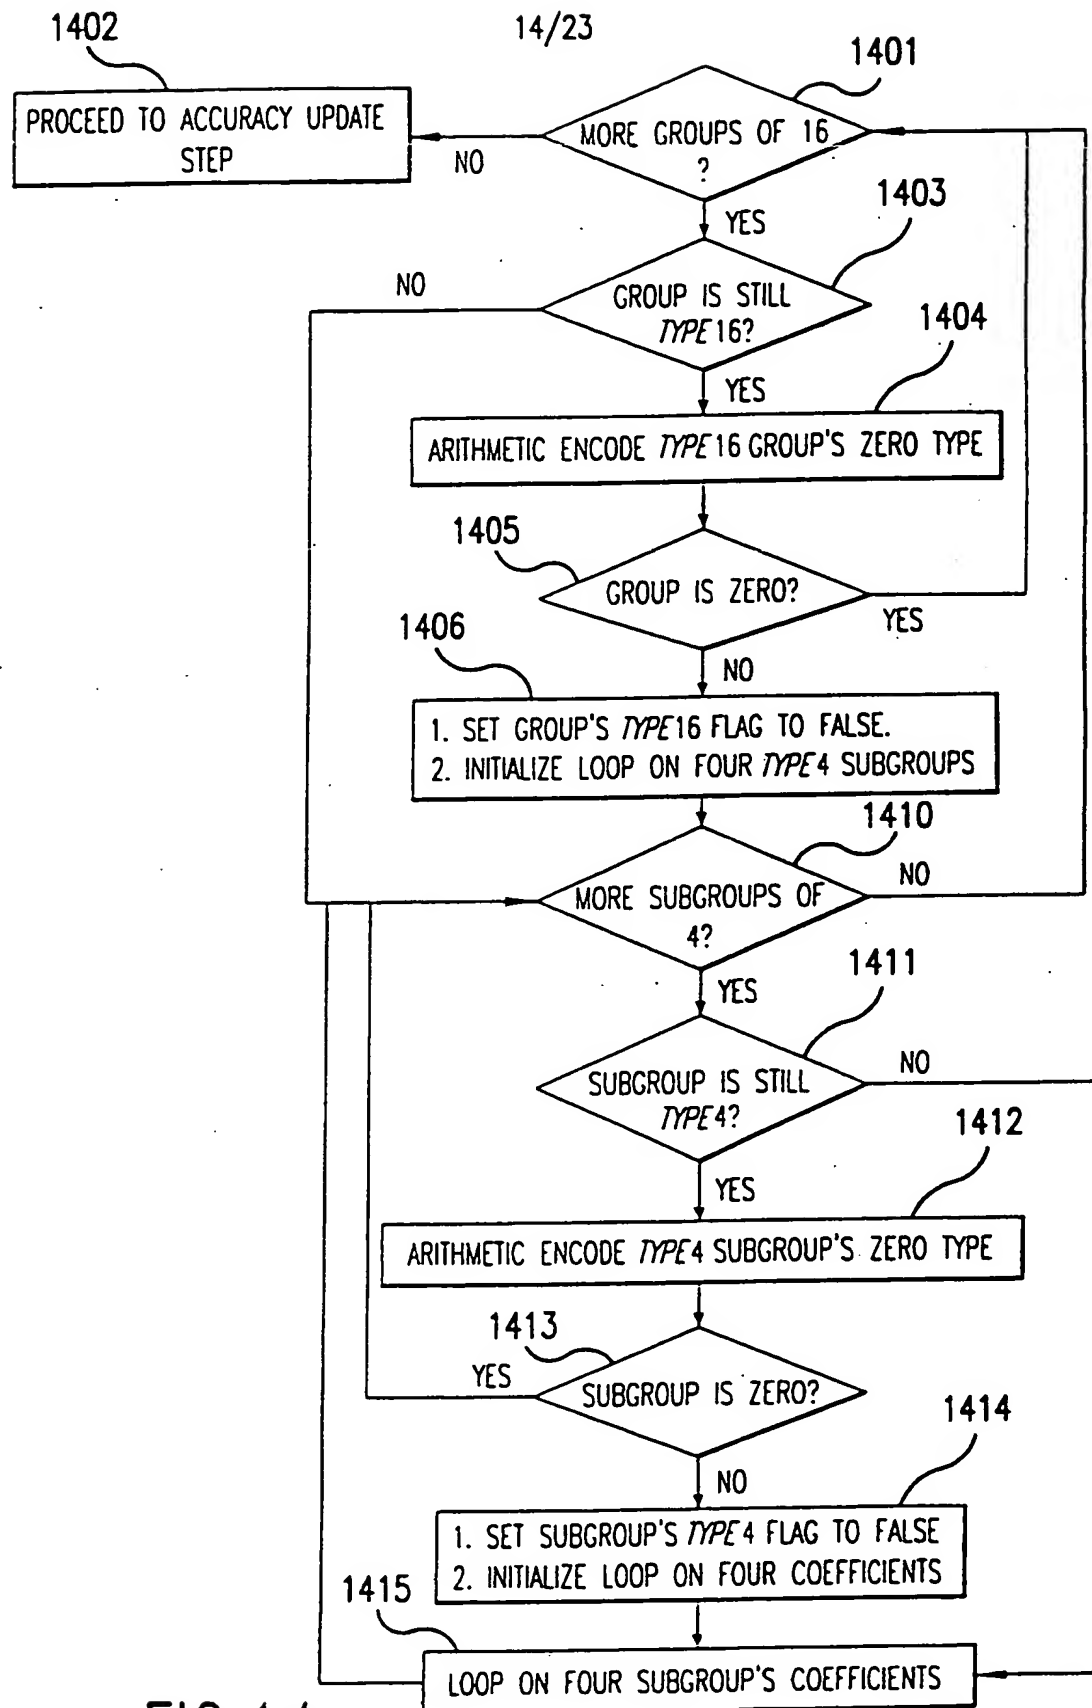 14/23
1402
1401
PROCEED TO ACCURACY UPDATE
STEP
NO
MORE GROUPS OF 16
?
YES
1403
NO
GROUP IS STILL
TYPE 16?
1404
YES
ARITHMETIC ENCODE TYPE 16 GROUP'S ZERO TYPE
1405
GROUP IS ZERO?
YES
1406
NO
1. SET GROUP'S TYPE 16 FLAG TO FALSE.
2. INITIALIZE LOOP ON FOUR TYPE 4 SUBGROUPS
1410
NO
MORE SUBGROUPS OF
4?
YES
1411
NO
SUBGROUP IS STILL
TYPE 4?
1412
YES
ARITHMETIC ENCODE TYPE 4 SUBGROUP'S ZERO TYPE
1413
YES
SUBGROUP IS ZERO?
1414
NO
1. SET SUBGROUP'S TYPE 4 FLAG TO FALSE
2. INITIALIZE LOOP ON FOUR COEFFICIENTS
1415
LOOP ON FOUR SUBGROUP'S COEFFICIENTS